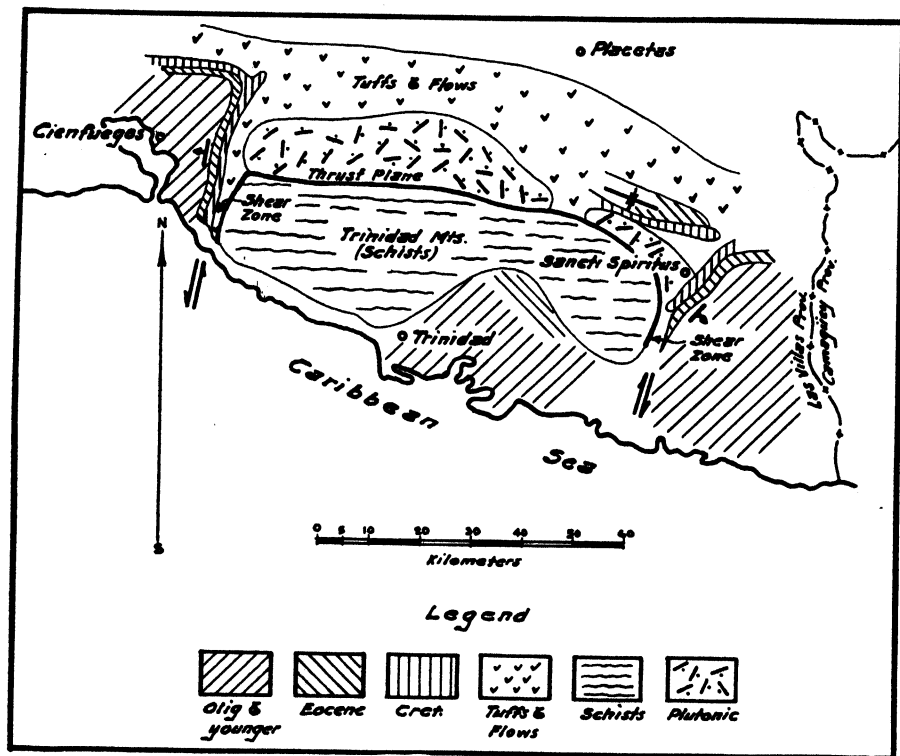 Placetas
Tuffs & Flows
Cienfuegos
Thrust Plane
Shear
Zone
N
Trinidad Mts.
(Schists)
Sancti Spiritus
Trinidad
Shear
Zone
Las Villas Prov.
Camaguey Prov.
Caribbean
Sea
S
0 5 10 20 30 40 60
Kilometers
Legend
Olig &
younger
Eocene
Cret.
Tuffs &
Flows
Schists
Plutonic